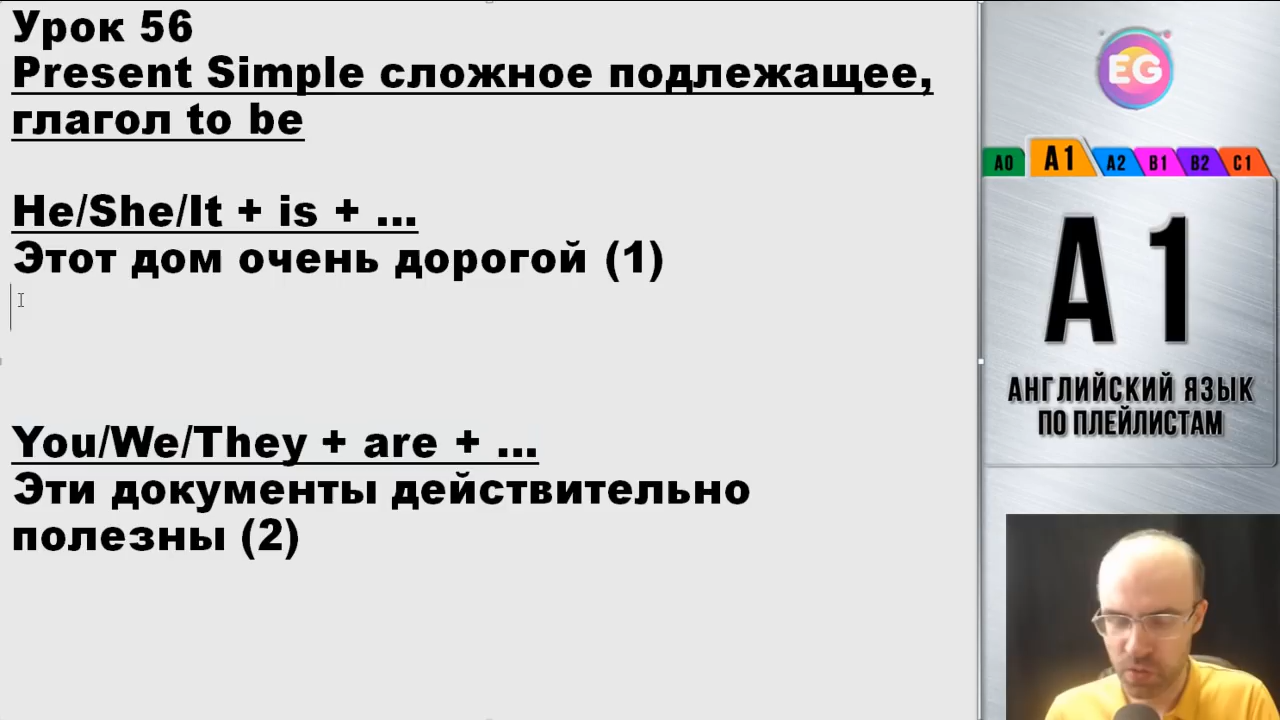 Урок 56
Present Simple сложное подлежащее,
глагол to be
He/She/It + is + ...
Этот дом очень дорогой (1)
You/We/They + are + ...
Эти документы действительно
полезны (2)
EG
A0 A1 A2 B1 B2 C1
A 1
АНГЛИЙСКИЙ ЯЗЫК
ПО ПЛЕЙЛИСТАМ